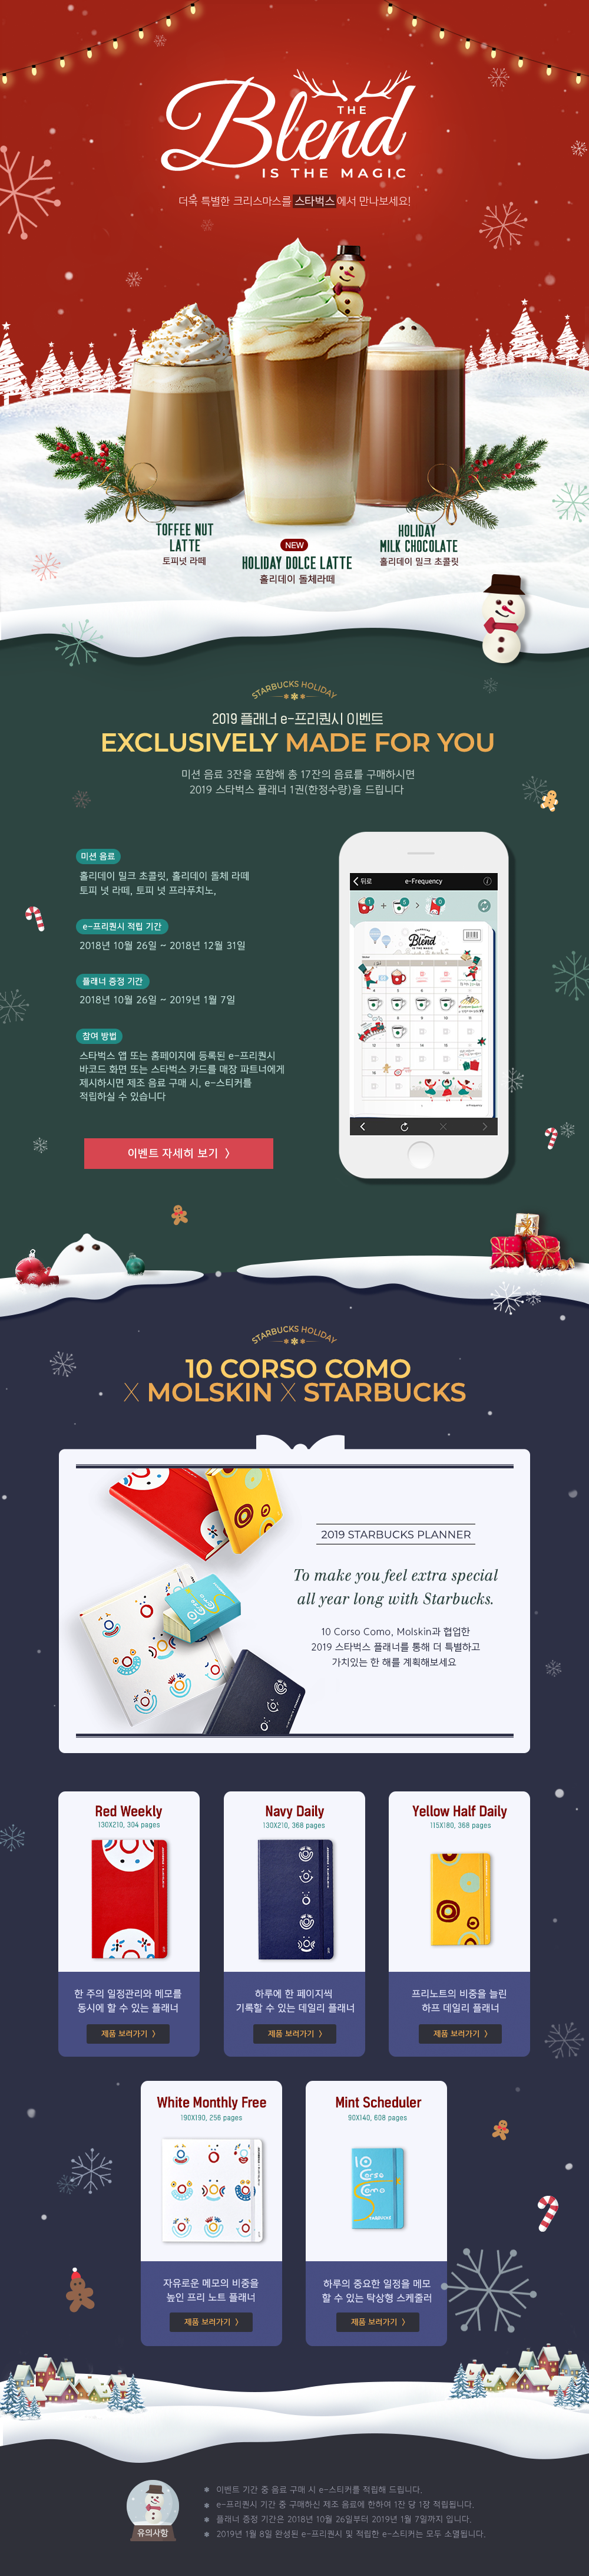 THE
Blend
IS THE MAGIC
더욱 특별한 크리스마스를 스타벅스 에서 만나보세요!
TOFFEE NUT
LATTE
토피넛 라떼
NEW
HOLIDAY DOLCE LATTE
홀리데이 돌체라떼
HOLIDAY
MILK CHOCOLATE
홀리데이 밀크 초콜릿
STARBUCKS HOLIDAY
2019 플래너 e-프리퀀시 이벤트
EXCLUSIVELY MADE FOR YOU
미션 음료 3잔을 포함해 총 17잔의 음료를 구매하시면
2019 스타벅스 플래너 1권(한정수량)을 드립니다
미션 음료
홀리데이 밀크 초콜릿, 홀리데이 돌체 라떼
토피 넛 라떼, 토피 넛 프라푸치노,
e-프리퀀시 적립 기간
2018년 10월 26일 ~ 2018년 12월 31일
플래너 증정 기간
2018년 10월 26일 ~ 2019년 1월 7일
참여 방법
스타벅스 앱 또는 홈페이지에 등록된 e-프리퀀시
바코드 화면 또는 스타벅스 카드를 매장 파트너에게
제시하시면 제조 음료 구매 시, e-스티커를
적립하실 수 있습니다
이벤트 자세히 보기 >
뒤로
e-Frequency
Blend
IS THE MAGIC
STARBUCKS HOLIDAY
10 CORSO COMO
X MOLSKIN X STARBUCKS
2019 STARBUCKS PLANNER
To make you feel extra special
all year long with Starbucks.
10 Corso Como, Molskin과 협업한
2019 스타벅스 플래너를 통해 더 특별하고
가치있는 한 해를 계획해보세요
Red Weekly
130X210, 304 pages
한 주의 일정관리와 메모를
동시에 할 수 있는 플래너
제품 보러가기 >
Navy Daily
130X210, 368 pages
하루에 한 페이지씩
기록할 수 있는 데일리 플래너
제품 보러가기 >
Yellow Half Daily
115X180, 368 pages
프리노트의 비중을 늘린
하프 데일리 플래너
제품 보러가기 >
White Monthly Free
190X190, 256 pages
자유로운 메모의 비중을
높인 프리 노트 플래너
제품 보러가기 >
Mint Scheduler
90X140, 608 pages
10
Corso
Como
STARBUCKS
하루의 중요한 일정을 메모
할 수 있는 탁상형 스케줄러
제품 보러가기 >
유의사항
이벤트 기간 중 음료 구매 시 e-스티커를 적립해 드립니다.
e-프리퀀시 기간 중 구매하신 제조 음료에 한하여 1잔 당 1장 적립됩니다.
플래너 증정 기간은 2018년 10월 26일부터 2019년 1월 7일까지 입니다.
2019년 1월 8일 완성된 e-프리퀀시 및 적립한 e-스티커는 모두 소멸됩니다.